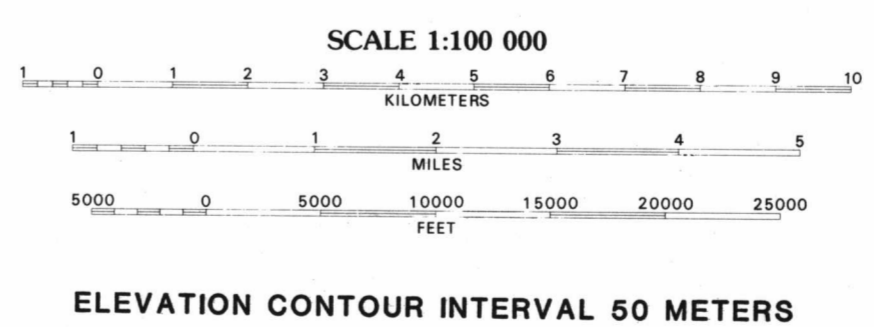 SCALE 1:100 000
1 0 1 2 3 4 5 6 7 8 9 10
KILOMETERS
1 0 1 2 3 4 5
MILES
5000 0 5000 10000 15000 20000 25000
FEET
ELEVATION CONTOUR INTERVAL 50 METERS